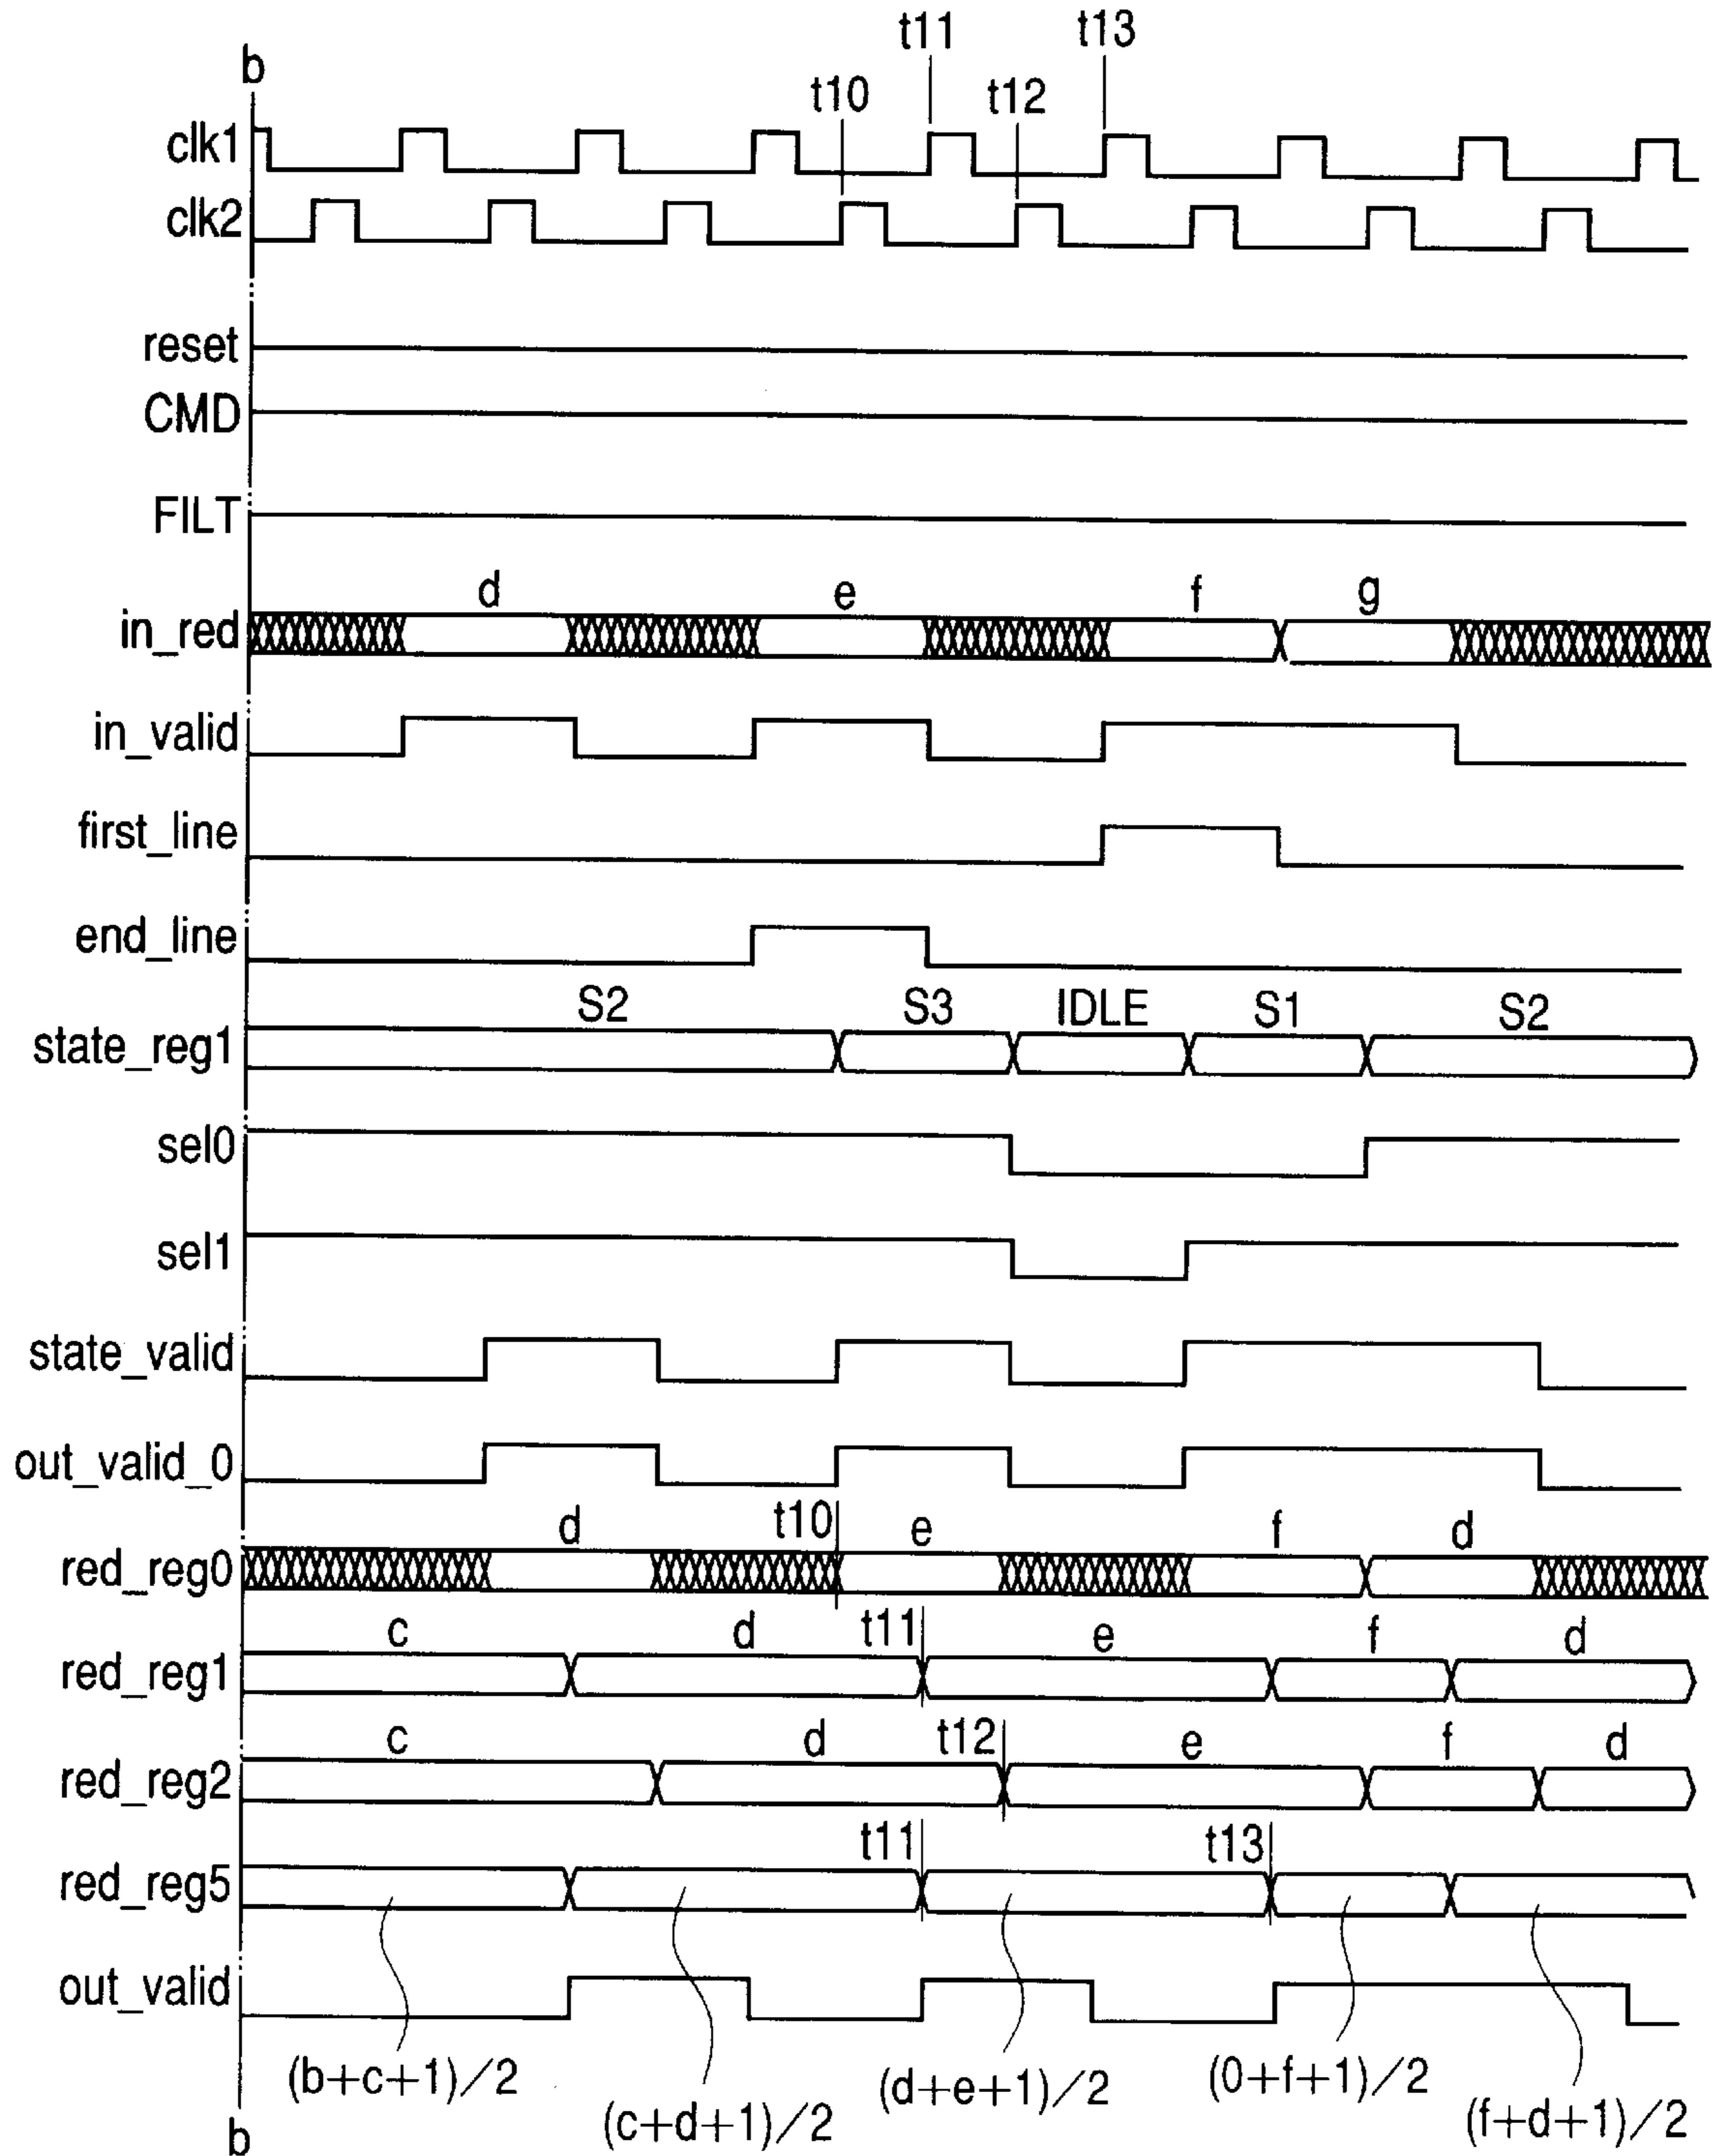 t11 t13
b
t10 t12
clk1
clk2
reset
CMD
FILT
d e f g
in_red
in_valid
first_line
end_line
S2 S3 IDLE S1 S2
state_reg1
sel0
sel1
state_valid
out_valid_0
d t10 e f d
red_reg0
c d t11 e f d
red_reg1
c d t12 e f d
red_reg2
t11 t13
red_reg5
out_valid
(b+c+1)/2 (d+e+1)/2 (0+f+1)/2
(c+d+1)/2 (f+d+1)/2
b